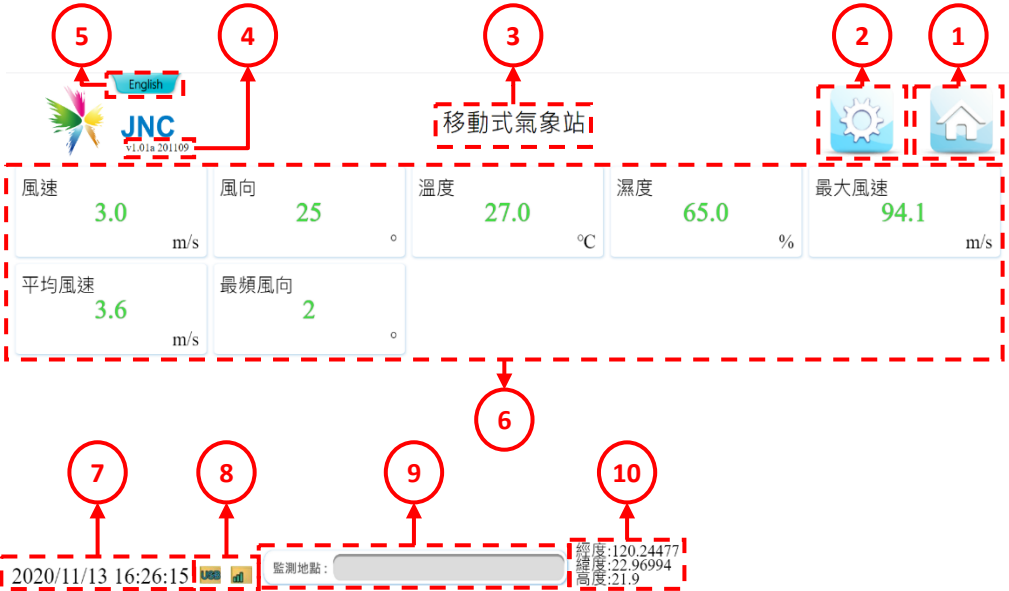 5
4
3
2
1
English
JNC
v1.01a 201109
移動式氣象站
風速
3.0
m/s
風向
25
°
溫度
27.0
°C
濕度
65.0
%
最大風速
94.1
m/s
平均風速
3.6
m/s
最頻風向
2
°
6
7
8
9
10
2020/11/13 16:26:15
USB
監測地點:
經度:120.24477
緯度:22.96994
高度:21.9